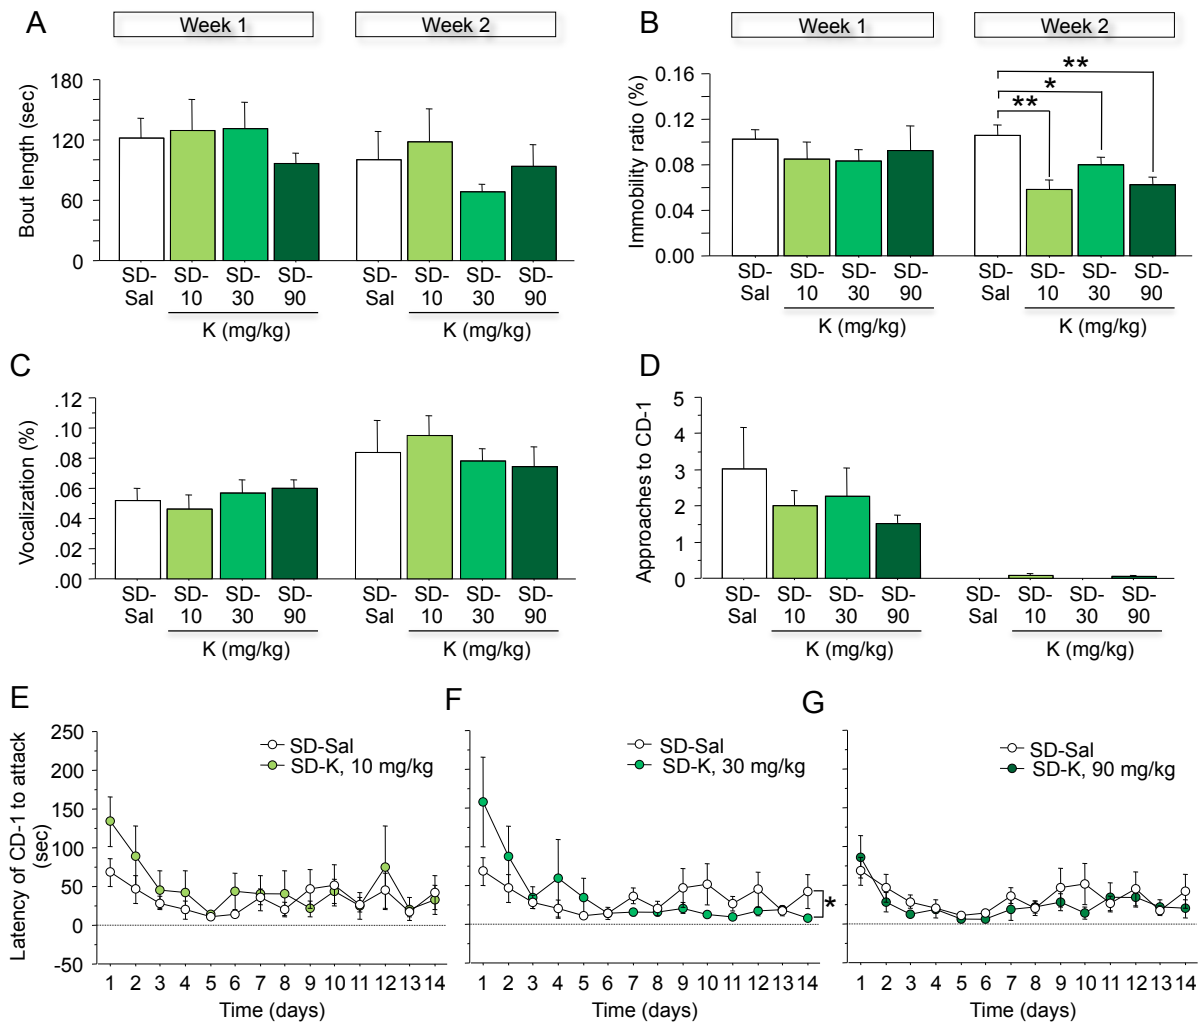 A
Week 1
Week 2
Bout length (sec)
180
120
60
0
SD-Sal
SD-10
SD-30
SD-90
SD-Sal
SD-10
SD-30
SD-90
K (mg/kg)
K (mg/kg)
B
Week 1
Week 2
Immobility ratio (%)
0.16
0.12
0.08
0.04
0.00
**
*
**
SD-Sal
SD-10
SD-30
SD-90
SD-Sal
SD-10
SD-30
SD-90
K (mg/kg)
K (mg/kg)
C
Vocalization (%)
.12
.10
.08
.06
.04
.02
.00
SD-Sal
SD-10
SD-30
SD-90
SD-Sal
SD-10
SD-30
SD-90
K (mg/kg)
K (mg/kg)
D
Approaches to CD-1
5
4
3
2
1
0
SD-Sal
SD-10
SD-30
SD-90
SD-Sal
SD-10
SD-30
SD-90
K (mg/kg)
K (mg/kg)
E
Latency of CD-1 to attack
(sec)
250
200
150
100
50
0
-50
SD-Sal
SD-K, 10 mg/kg
1 2 3 4 5 6 7 8 9 10 11 12 13 14
Time (days)
F
SD-Sal
SD-K, 30 mg/kg
*
1 2 3 4 5 6 7 8 9 10 11 12 13 14
Time (days)
G
SD-Sal
SD-K, 90 mg/kg
1 2 3 4 5 6 7 8 9 10 11 12 13 14
Time (days)